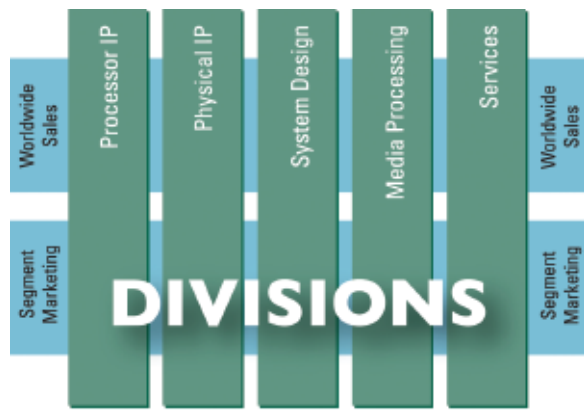 Worldwide
Sales
Processor IP
Physical IP
System Design
Media Processing
Services
Worldwide
Sales
Segment
Marketing
DIVISIONS
Segment
Marketing